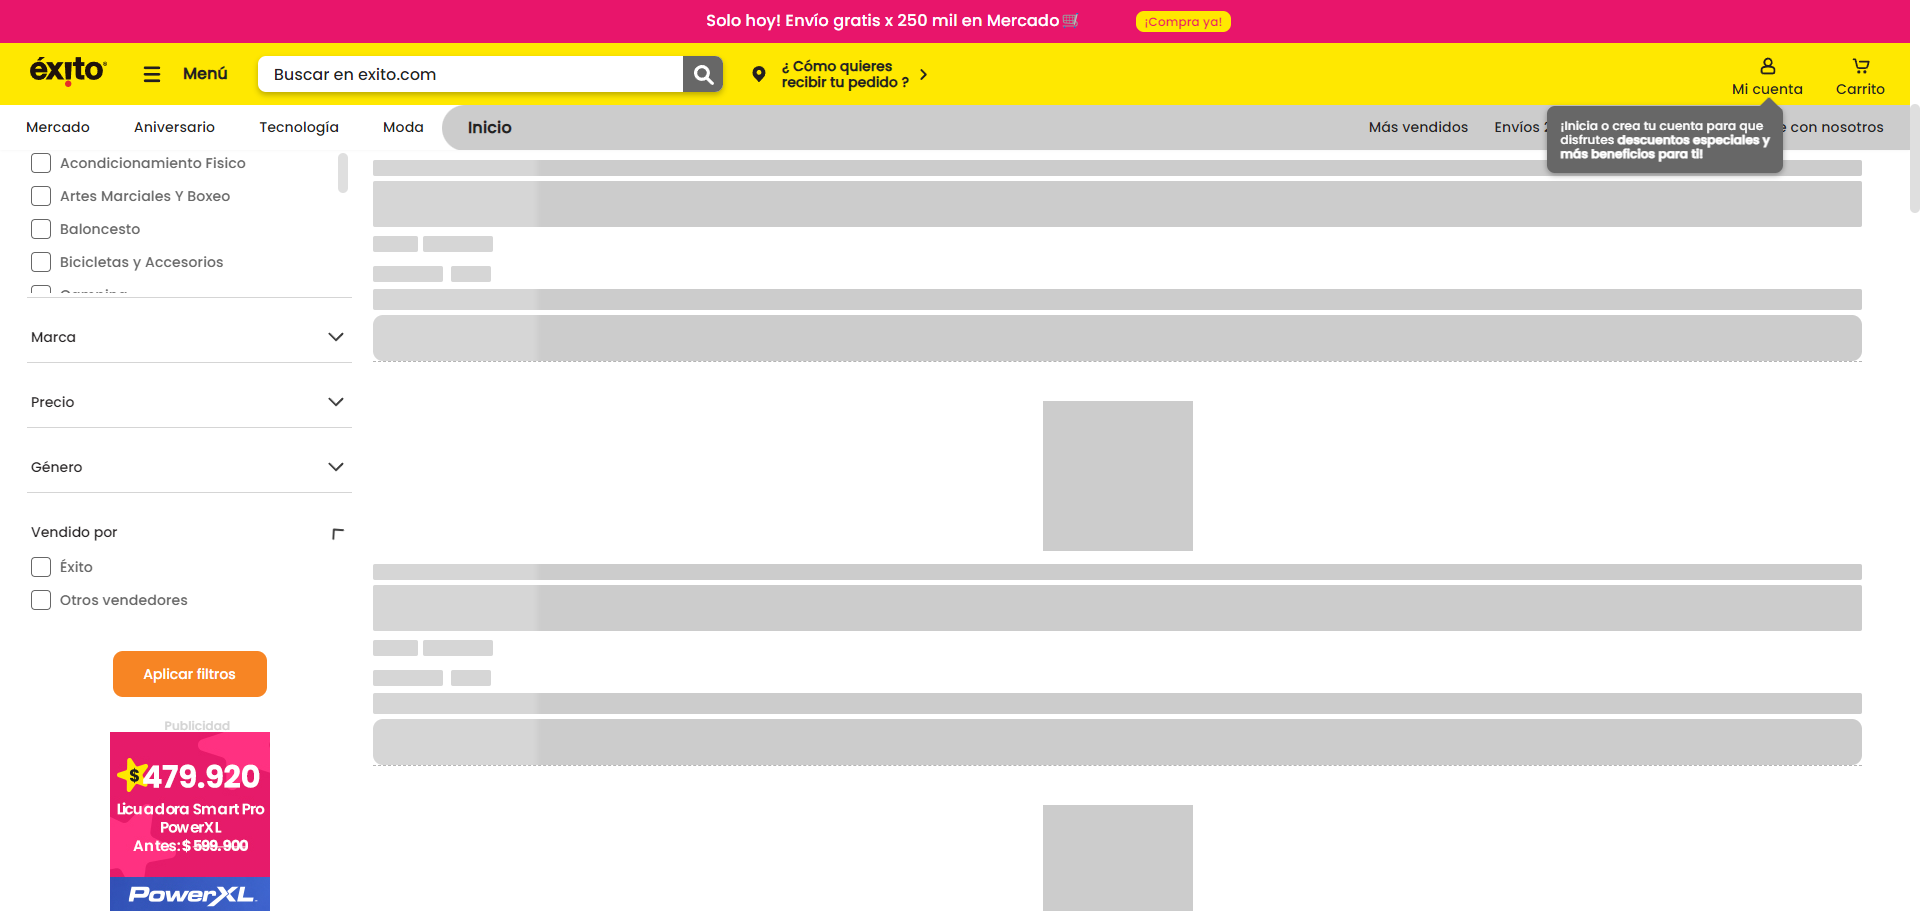 Solo hoy! Envío gratis x 250 mil en Mercado🛒
¡Compra ya!
éxito
Menú
Buscar en exito.com
¿ Cómo quieres
recibir tu pedido ?
Mi cuenta
Carrito
Mercado
Aniversario
Tecnología
Moda
Inicio
Más vendidos
Envíos
con nosotros
¡Inicia o crea tu cuenta para que
disfrutes descuentos especiales y
más beneficios para ti!
Acondicionamiento Fisico
Artes Marciales Y Boxeo
Baloncesto
Bicicletas y Accesorios
Marca
Precio
Género
Vendido por
Éxito
Otros vendedores
Aplicar filtros
Publicidad
$479.920
Licuadora Smart Pro
PowerXL
Antes: $ 599.900
PowerXL